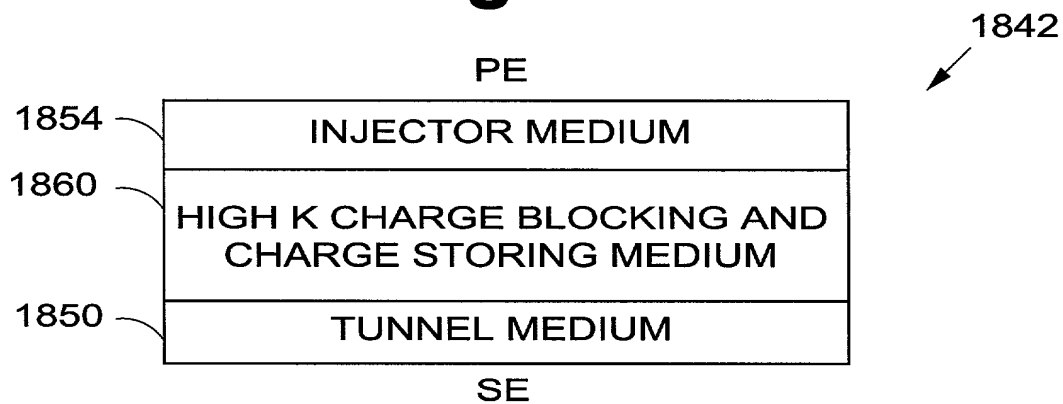 1842
PE
1854
INJECTOR MEDIUM
1860
HIGH K CHARGE BLOCKING AND
CHARGE STORING MEDIUM
1850
TUNNEL MEDIUM
SE